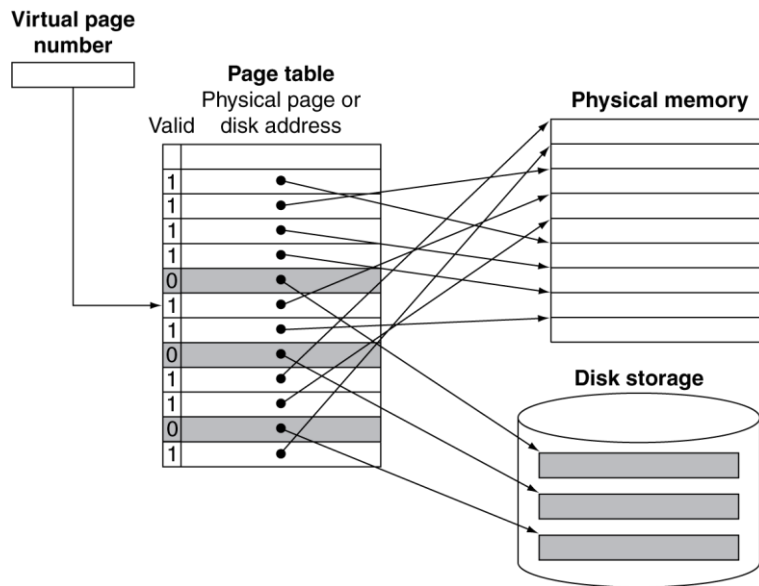 Virtual page
number
Page table
Physical page or
Valid disk address
Physical memory
1
1
1
1
0
1
1
0
1
1
0
1
Disk storage